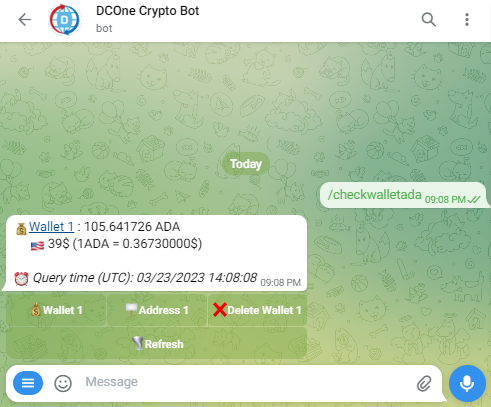 DCOne Crypto Bot
bot
Today
/checkwalletada 09:08 PM
Wallet 1 : 105.641726 ADA
39$ (1ADA = 0.36730000$)
Query time (UTC): 03/23/2023 14:08:08 09:08 PM
Wallet 1
Address 1
Delete Wallet 1
Refresh
Message